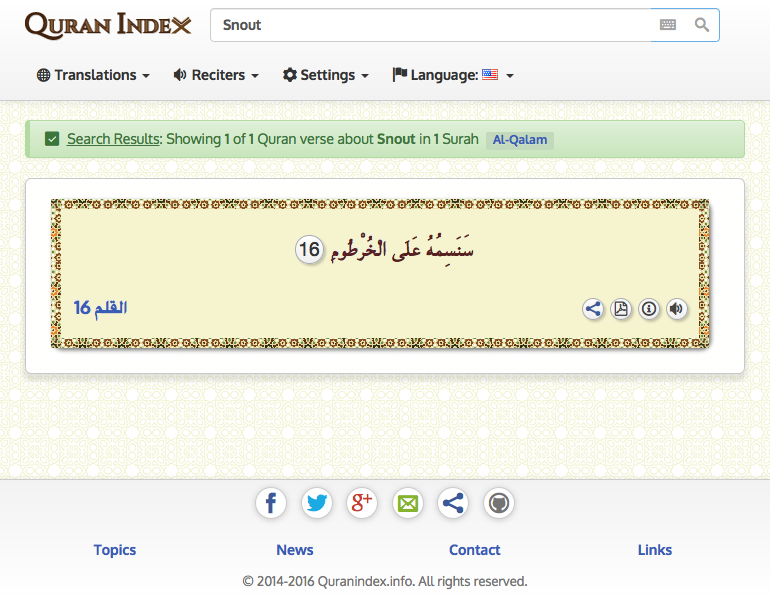 QURAN INDEX
Snout
Translations
Reciters
Settings
Language:
Search Results: Showing 1 of 1 Quran verse about Snout in 1 Surah Al-Qalam
سَنَسِمُهُ عَلَى الْخُرْطُومِ 16
القلم 16
g+
Topics
News
Contact
Links
© 2014-2016 Quranindex.info. All rights reserved.